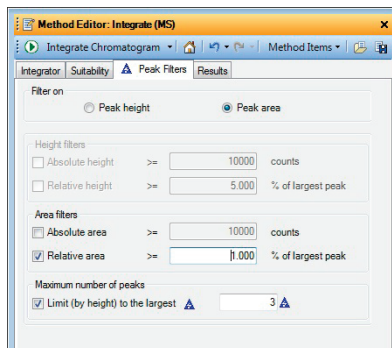 Method Editor: Integrate (MS)
Integrate Chromatogram Method Items
Integrator Suitability Peak Filters Results
Filter on
Peak height Peak area
Height filters
Absolute height >= 10000 counts
Relative height >= 5.000 % of largest peak
Area filters
Absolute area >= 10000 counts
Relative area >= 1.000 % of largest peak
Maximum number of peaks
Limit (by height) to the largest 3